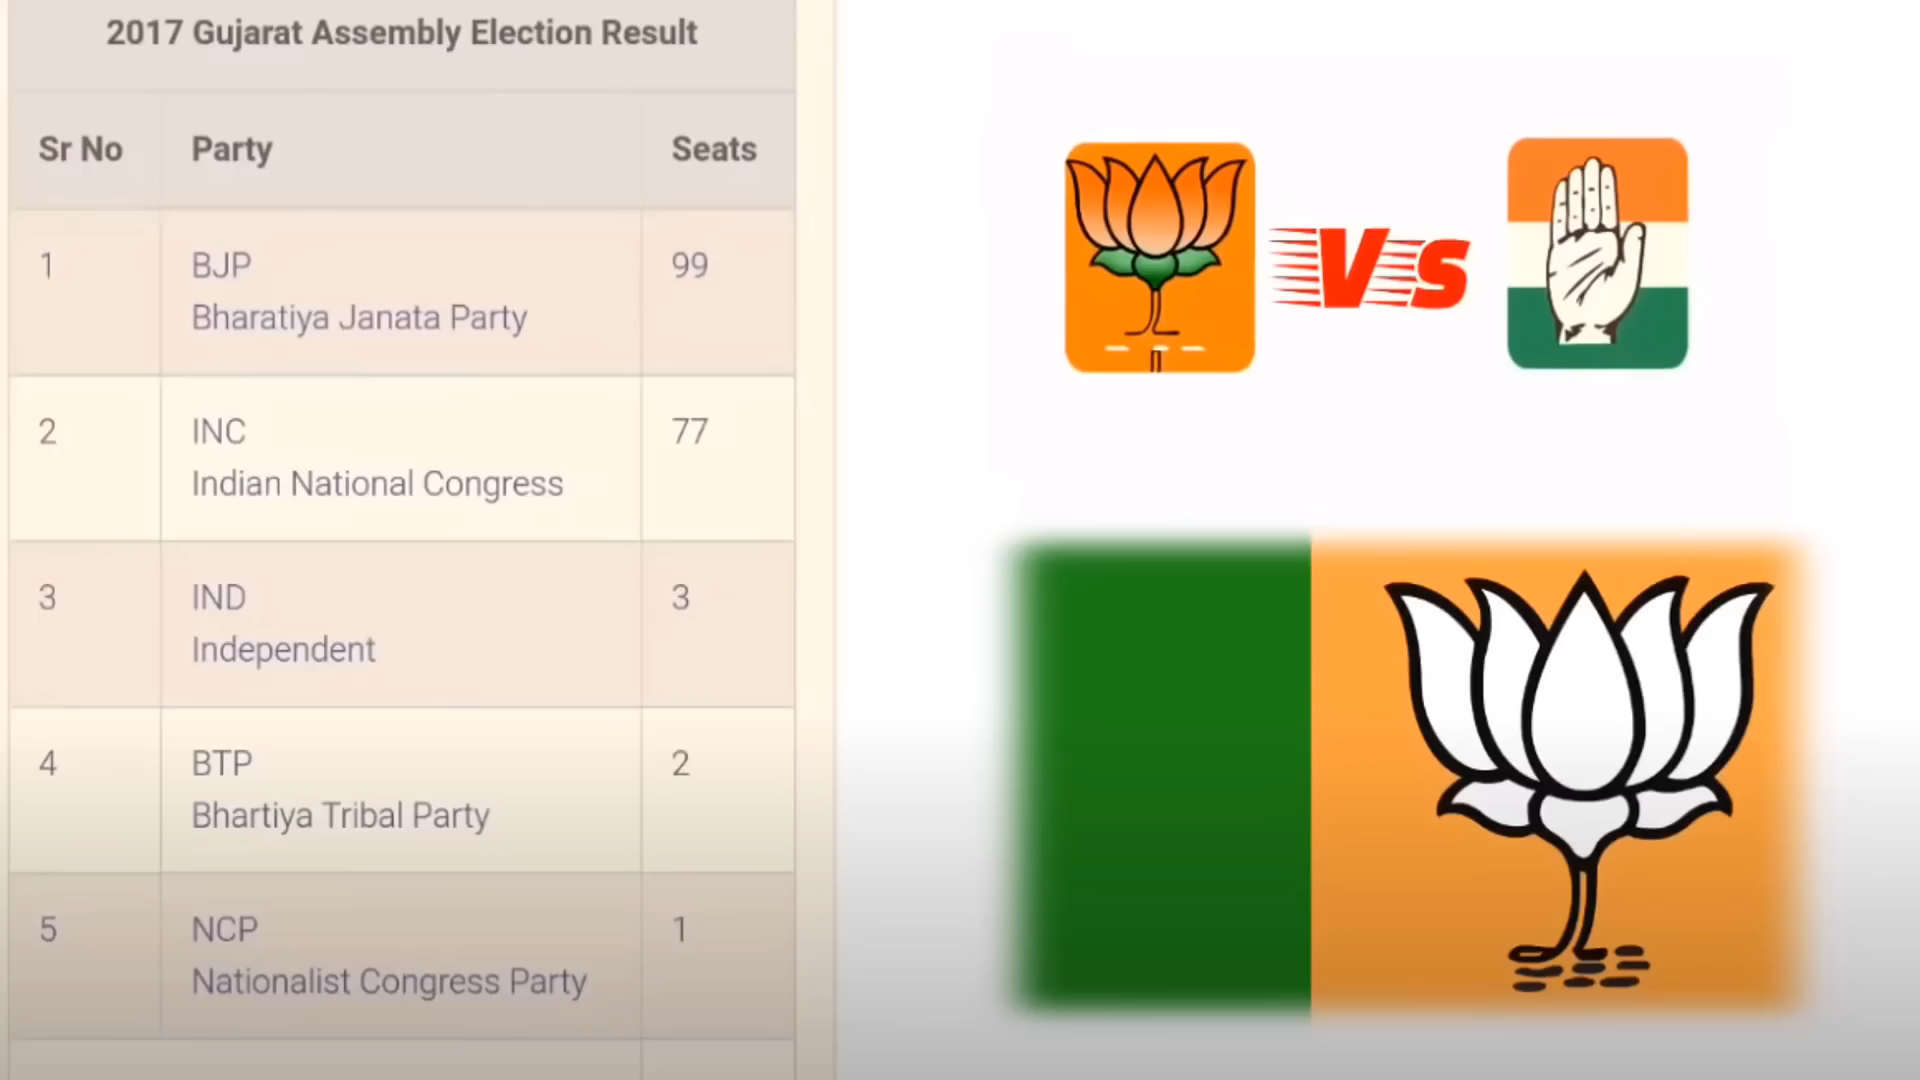 2017 Gujarat Assembly Election Result
Sr No Party Seats
1 BJP 99
Bharatiya Janata Party
2 INC 77
Indian National Congress
3 IND 3
Independent
4 BTP 2
Bhartiya Tribal Party
5 NCP 1
Nationalist Congress Party
Vs